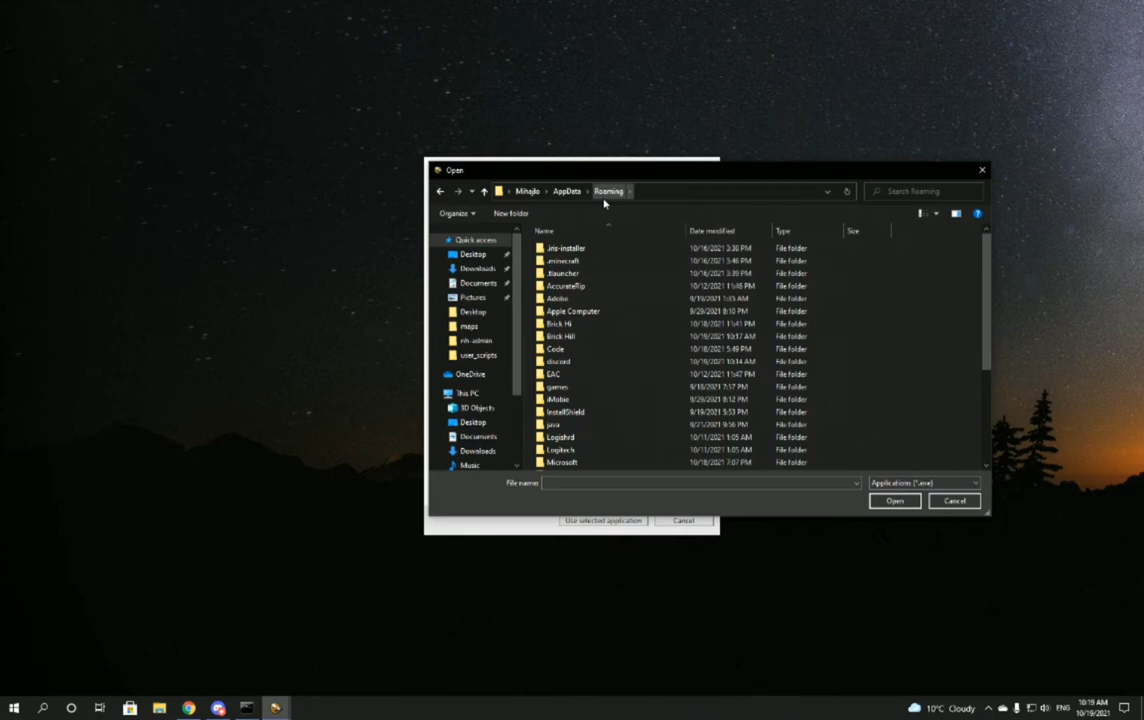 Open
Mihajlo AppData Roaming
Search Roaming
Organize New folder
Name Date modified Type Size
Quick access
Desktop
Downloads
Documents
Pictures
Desktop
maps
nh-admin
user_scripts
OneDrive
This PC
3D Objects
Desktop
Documents
Downloads
Music
.iris-installer 10/16/2021 3:38 PM File folder
.minecraft 10/16/2021 3:46 PM File folder
.tlauncher 10/16/2021 3:39 PM File folder
AccurateRip 10/12/2021 11:46 PM File folder
Adobe 9/19/2021 1:35 AM File folder
Apple Computer 9/29/2021 8:10 PM File folder
Brick Hi 10/18/2021 11:41 PM File folder
Brick Hill 10/19/2021 10:17 AM File folder
Code 10/18/2021 5:49 PM File folder
discord 10/19/2021 10:14 AM File folder
EAC 10/12/2021 11:47 PM File folder
games 9/18/2021 7:57 PM File folder
iMobie 9/29/2021 8:12 PM File folder
InstallShield 9/19/2021 5:53 PM File folder
java 9/21/2021 9:56 PM File folder
Logishrd 10/11/2021 1:05 AM File folder
Logitech 10/11/2021 1:05 AM File folder
Microsoft 10/18/2021 7:07 PM File folder
File name: Applications (*.exe)
Open Cancel
Use selected application Cancel
10°C Cloudy ENG
10:19 AM
10/19/2021